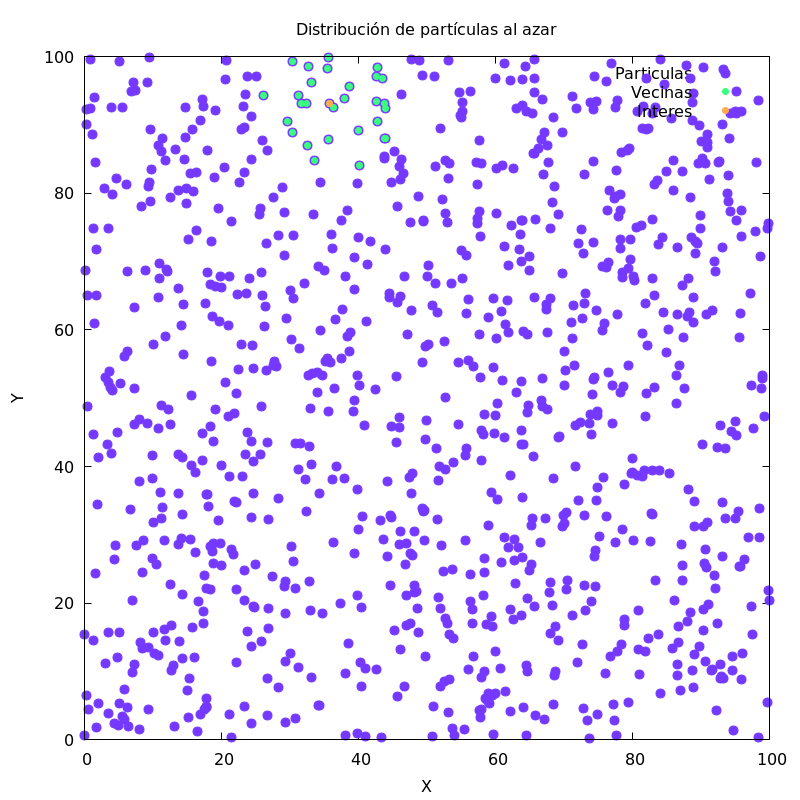 Distribución de partículas al azar
Particulas
Vecinas
Interes
100
80
60
40
20
0
Y
0 20 40 60 80 100
X